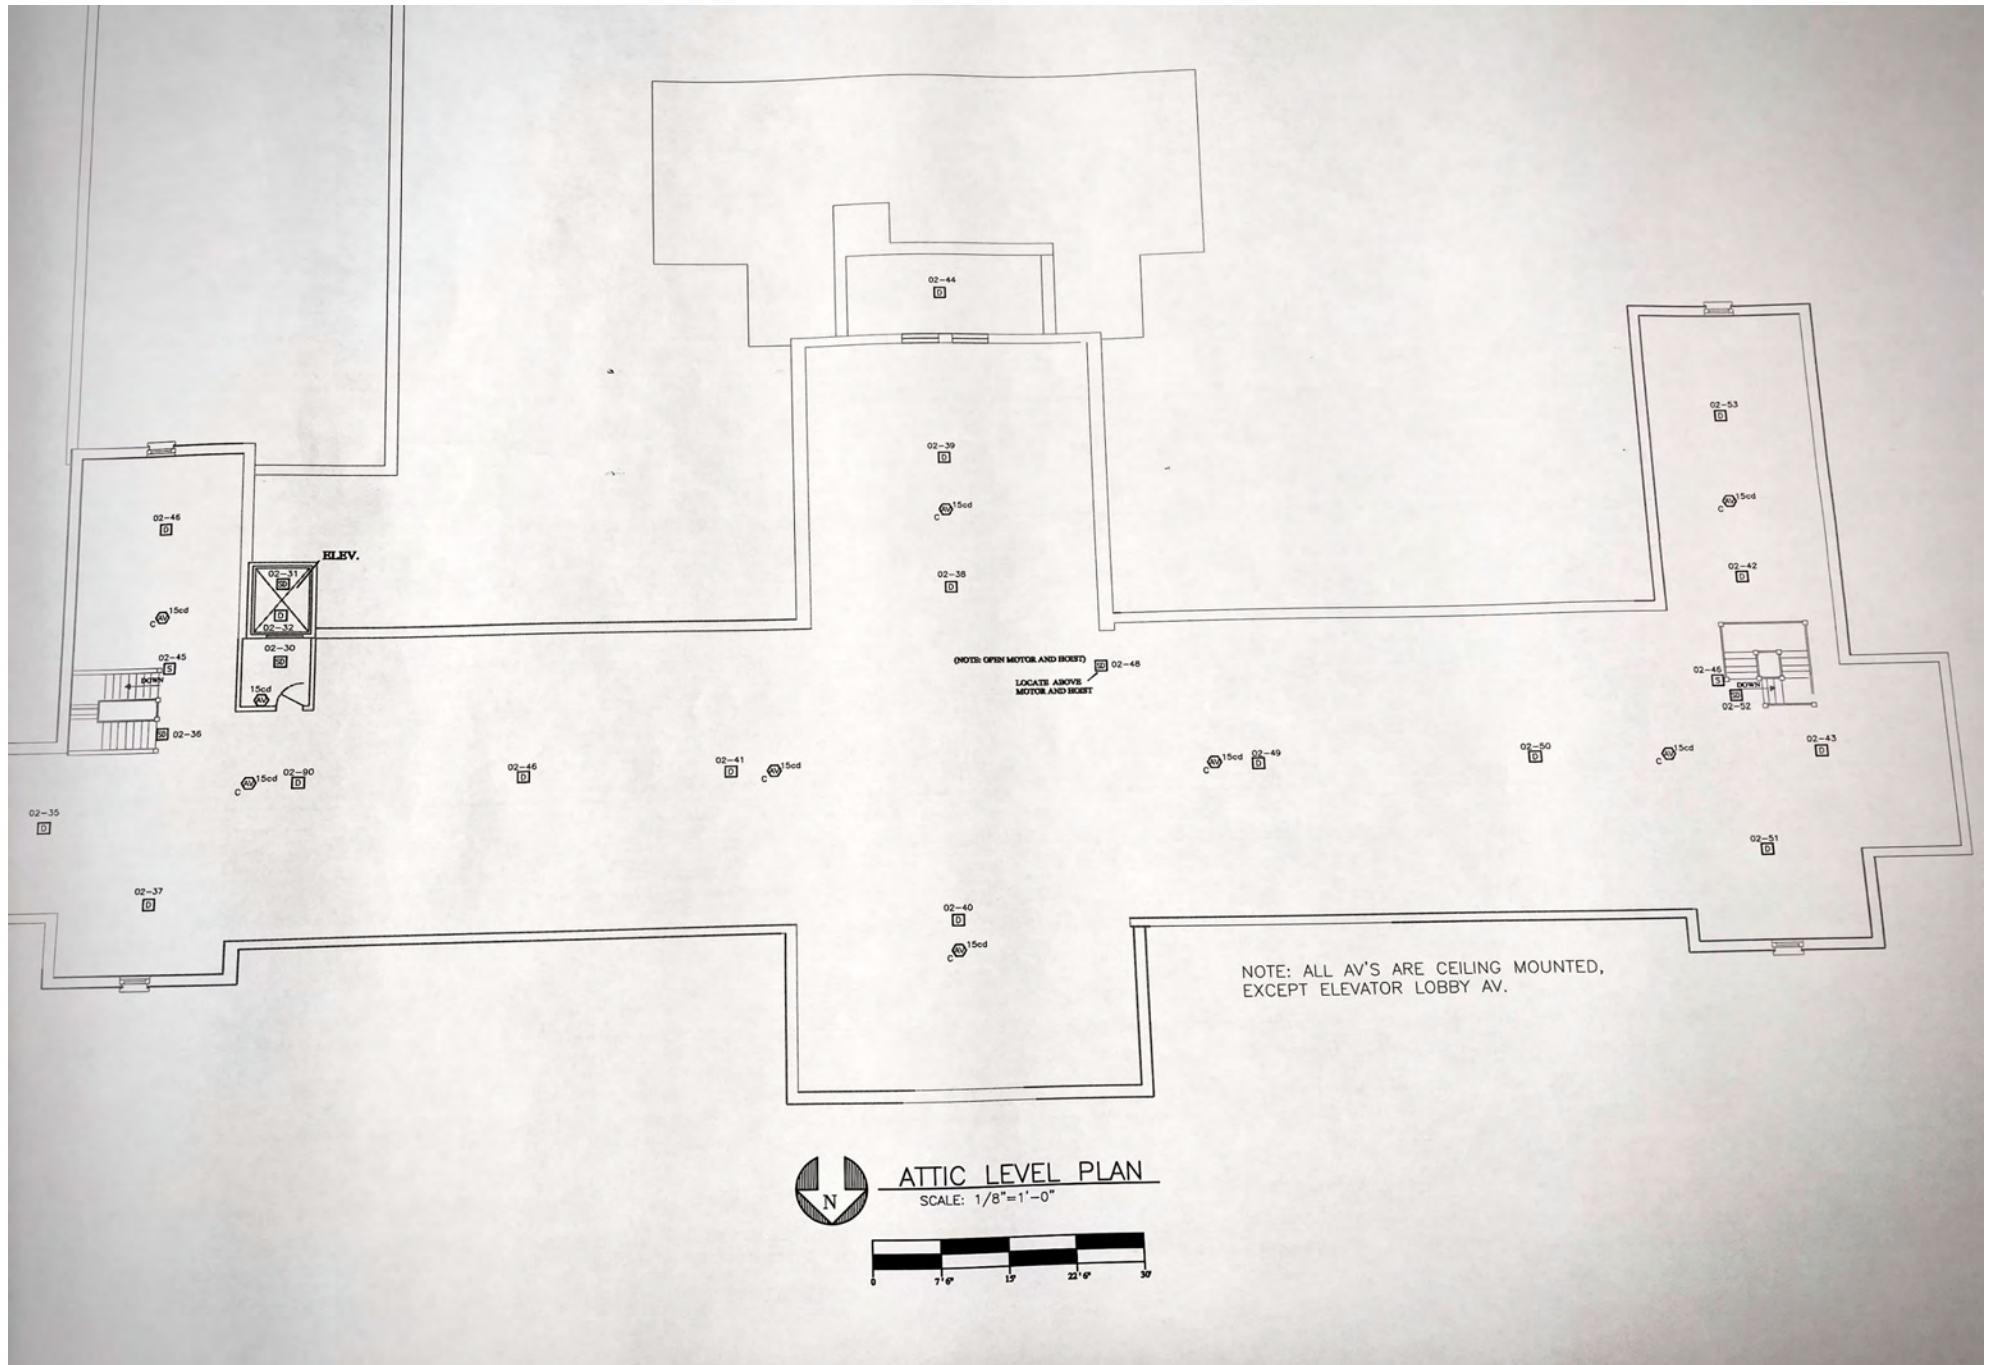 02-44
02-53
02-39
D
D
D
AV 15cd
C
AV 15cd
C
02-46
D
ELEV.
02-31
SD
D
02-32
02-38
D
02-42
D
AV 15cd
C
02-45
S
DOWN
02-30
SD
15cd
AV
(NOTE: OPEN MOTOR AND HOIST)
SD 02-48
LOCATE ABOVE
MOTOR AND HOIST
02-46
S
DOWN
SD
02-52
SD 02-36
AV 15cd
C
02-90
D
02-46
D
02-41
D
AV 15cd
C
AV 15cd
C
02-49
D
02-50
D
AV 15cd
C
02-43
D
02-35
D
02-51
D
02-37
D
02-40
D
AV 15cd
C
NOTE: ALL AV'S ARE CEILING MOUNTED,
EXCEPT ELEVATOR LOBBY AV.
N
ATTIC LEVEL PLAN
SCALE: 1/8"=1'-0"
0 7'6" 15' 22'6" 30'